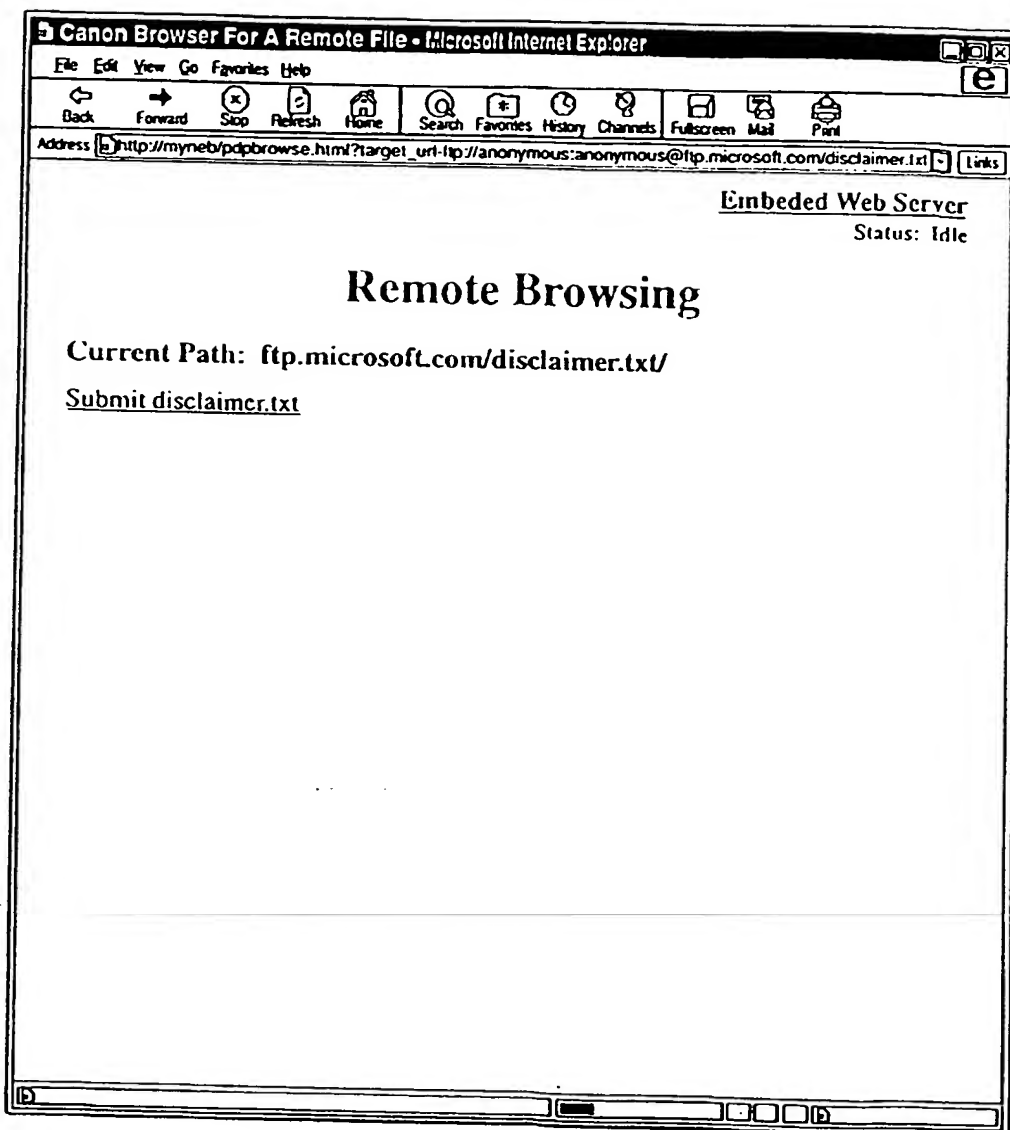 Canon Browser For A Remote File • Microsoft Internet Explorer
File Edit View Go Favorites Help
Back Forward Stop Refresh Home Search Favorites History Channels Fullscreen Mail Print
Address http://myneb/pdpbrowse.html?target_url-ftp://anonymous:anonymous@ftp.microsoft.com/disclaimer.txt Links
Embeded Web Server
Status: Idle
Remote Browsing
Current Path: ftp.microsoft.com/disclaimer.txt/
Submit disclaimer.txt